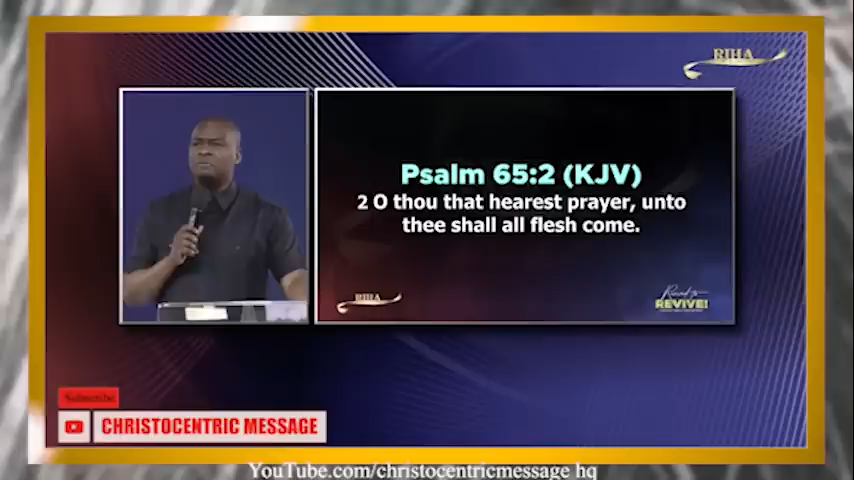 RIHA
Psalm 65:2 (KJV)
2 O thou that hearest prayer, unto
thee shall all flesh come.
RIHA
REVIVE!
Subscribe
CHRISTOCENTRIC MESSAGE
YouTube.com/christocentricmessage hq